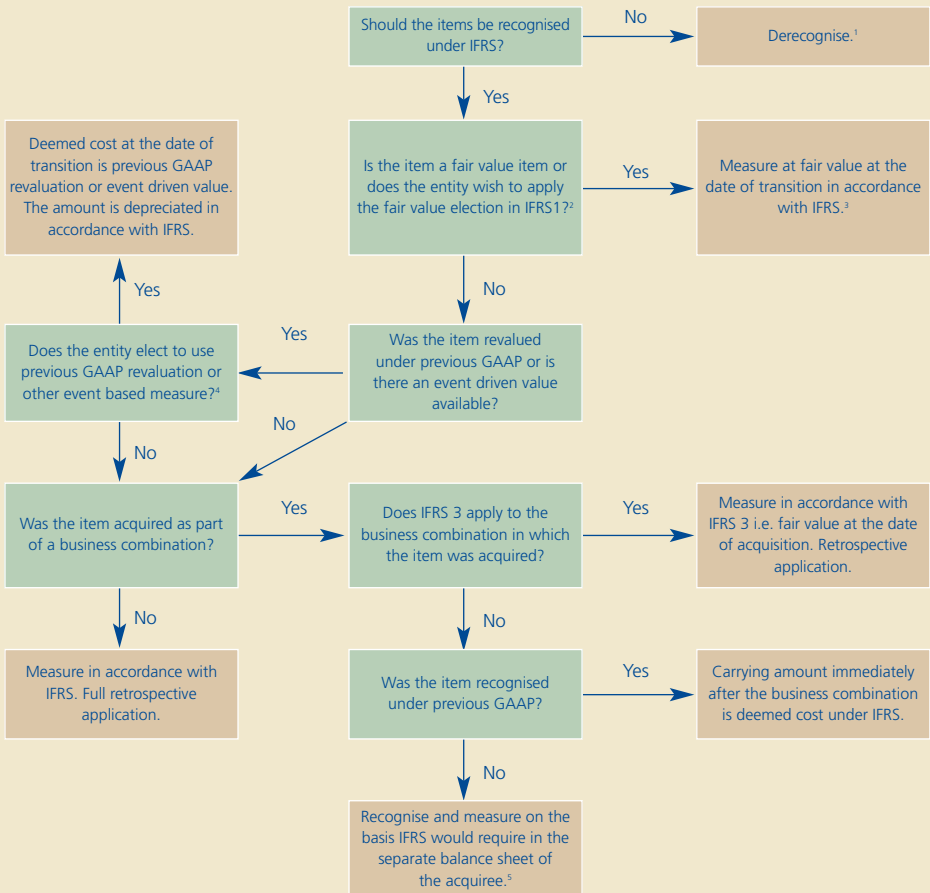 Should the items be recognised
under IFRS?
No
Derecognise.¹
Yes
Deemed cost at the date of
transition is previous GAAP
revaluation or event driven value.
The amount is depreciated in
accordance with IFRS.
Is the item a fair value item or
does the entity wish to apply
the fair value election in IFRS1?²
Yes
Measure at fair value at the
date of transition in accordance
with IFRS.³
Yes
No
Does the entity elect to use
previous GAAP revaluation or
other event based measure?⁴
Yes
Was the item revalued
under previous GAAP or is
there an event driven value
available?
No
No
Was the item acquired as part
of a business combination?
Yes
Does IFRS 3 apply to the
business combination in which
the item was acquired?
Yes
Measure in accordance with
IFRS 3 i.e. fair value at the date
of acquisition. Retrospective
application.
No
No
Measure in accordance with
IFRS. Full retrospective
application.
Was the item recognised
under previous GAAP?
Yes
Carrying amount immediately
after the business combination
is deemed cost under IFRS.
No
Recognise and measure on the
basis IFRS would require in the
separate balance sheet of
the acquiree.⁵